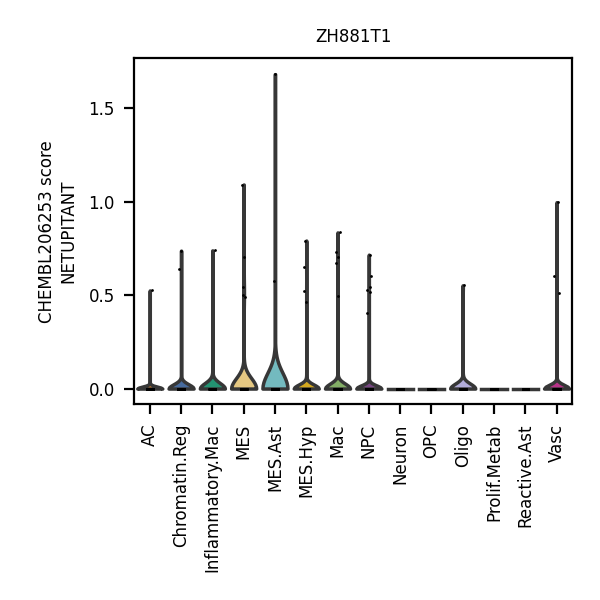 ZH881T1
CHEMBL206253 score
NETUPITANT
1.5
1.0
0.5
0.0
AC
Chromatin.Reg
Inflammatory.Mac
MES
MES.Ast
MES.Hyp
Mac
NPC
Neuron
OPC
Oligo
Prolif.Metab
Reactive.Ast
Vasc